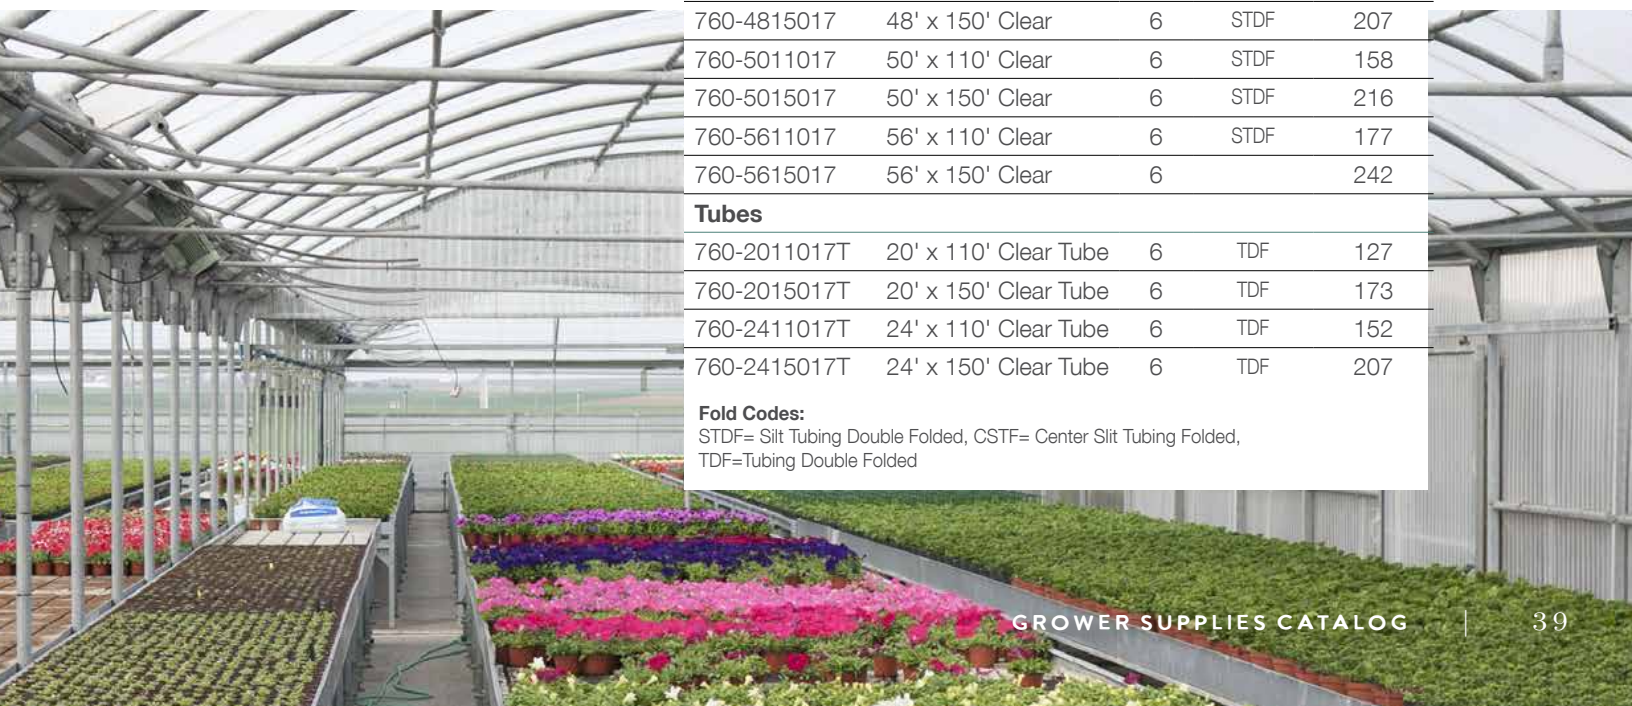 760-4815017 48' x 150' Clear 6 STDF 207
760-5011017 50' x 110' Clear 6 STDF 158
760-5015017 50' x 150' Clear 6 STDF 216
760-5611017 56' x 110' Clear 6 STDF 177
760-5615017 56' x 150' Clear 6 242
Tubes
760-2011017T 20' x 110' Clear Tube 6 TDF 127
760-2015017T 20' x 150' Clear Tube 6 TDF 173
760-2411017T 24' x 110' Clear Tube 6 TDF 152
760-2415017T 24' x 150' Clear Tube 6 TDF 207
Fold Codes:
STDF= Silt Tubing Double Folded, CSTF= Center Slit Tubing Folded,
TDF=Tubing Double Folded
GROWER SUPPLIES CATALOG | 39